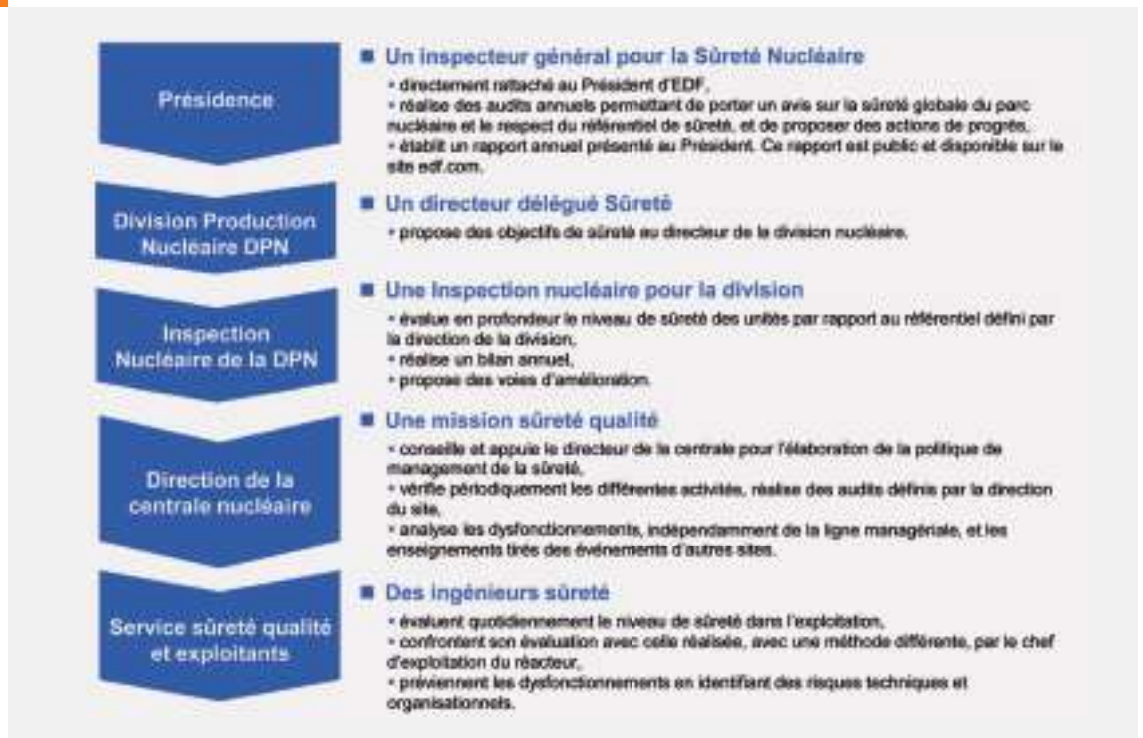 Présidence
■ Un inspecteur général pour la Sûreté Nucléaire
• directement rattaché au Président d'EDF,
• réalise des audits annuels permettant de porter un avis sur la sûreté globale du parc
nucléaire et le respect du référentiel de sûreté, et de proposer des actions de progrès,
• établit un rapport annuel présenté au Président. Ce rapport est public et disponible sur le
site edf.com.
Division Production
Nucléaire DPN
■ Un directeur délégué Sûreté
• propose des objectifs de sûreté au directeur de la division nucléaire.
Inspection
Nucléaire de la DPN
■ Une Inspection nucléaire pour la division
• évalue en profondeur le niveau de sûreté des unités par rapport au référentiel défini par
la direction de la division,
• réalise un bilan annuel,
• propose des voies d'amélioration.
Direction de la
centrale nucléaire
■ Une mission sûreté qualité
• conseille et appuie le directeur de la centrale pour l'élaboration de la politique de
management de la sûreté,
• vérifie périodiquement les différentes activités, réalise des audits définis par la direction
du site,
• analyse les dysfonctionnements, indépendamment de la ligne managériale, et les
enseignements tirés des événements d'autres sites.
Service sûreté qualité
et exploitants
■ Des ingénieurs sûreté
• évaluent quotidiennement le niveau de sûreté dans l'exploitation,
• confrontent son évaluation avec celle réalisée, avec une méthode différente, par le chef
d'exploitation du réacteur,
• préviennent les dysfonctionnements en identifiant des risques techniques et
organisationnels.